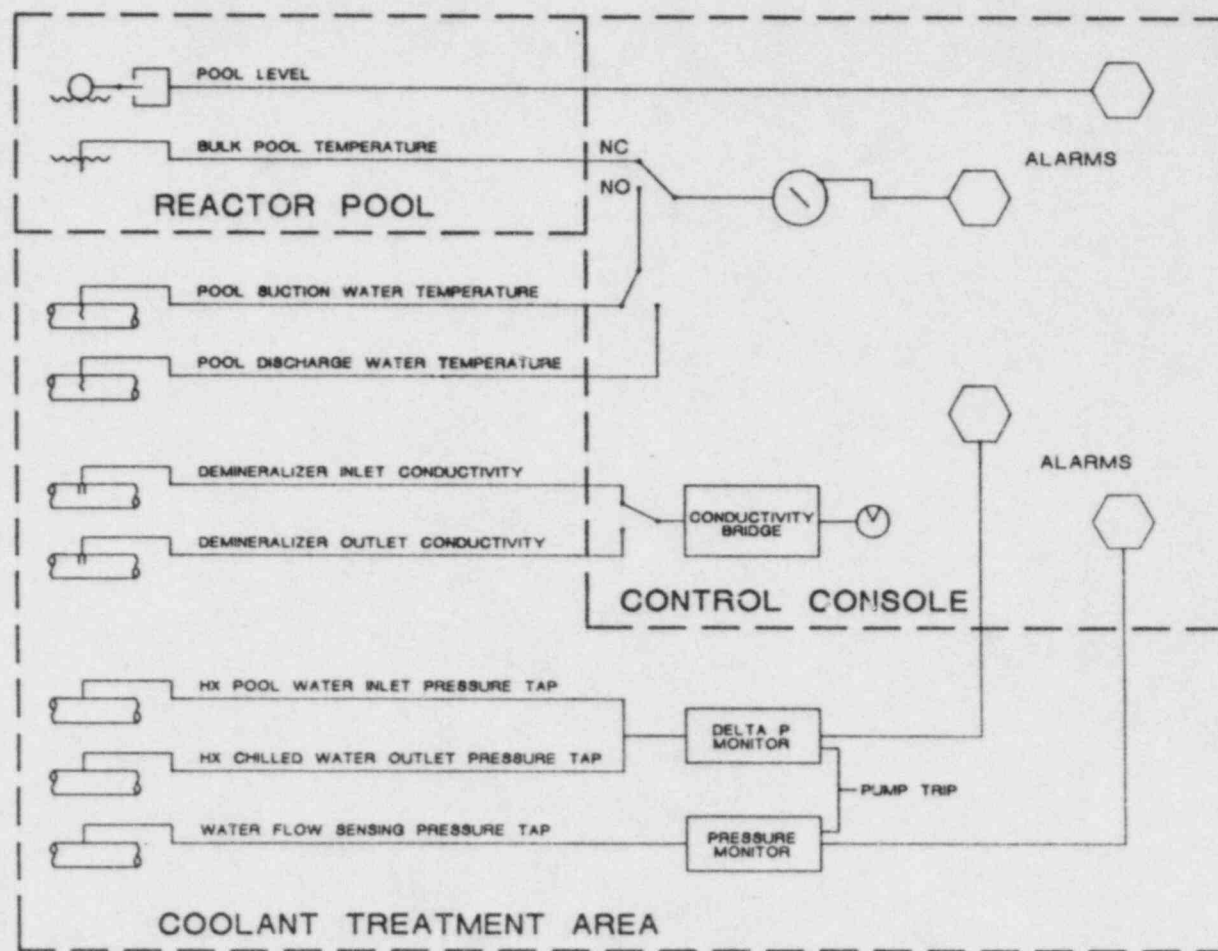 POOL LEVEL
BULK POOL TEMPERATURE
NC
NO
ALARMS
REACTOR POOL
POOL SUCTION WATER TEMPERATURE
POOL DISCHARGE WATER TEMPERATURE
ALARMS
DEMINERALIZER INLET CONDUCTIVITY
DEMINERALIZER OUTLET CONDUCTIVITY
CONDUCTIVITY
BRIDGE
CONTROL CONSOLE
HX POOL WATER INLET PRESSURE TAP
HX CHILLED WATER OUTLET PRESSURE TAP
DELTA P
MONITOR
PUMP TRIP
WATER FLOW SENSING PRESSURE TAP
PRESSURE
MONITOR
COOLANT TREATMENT AREA